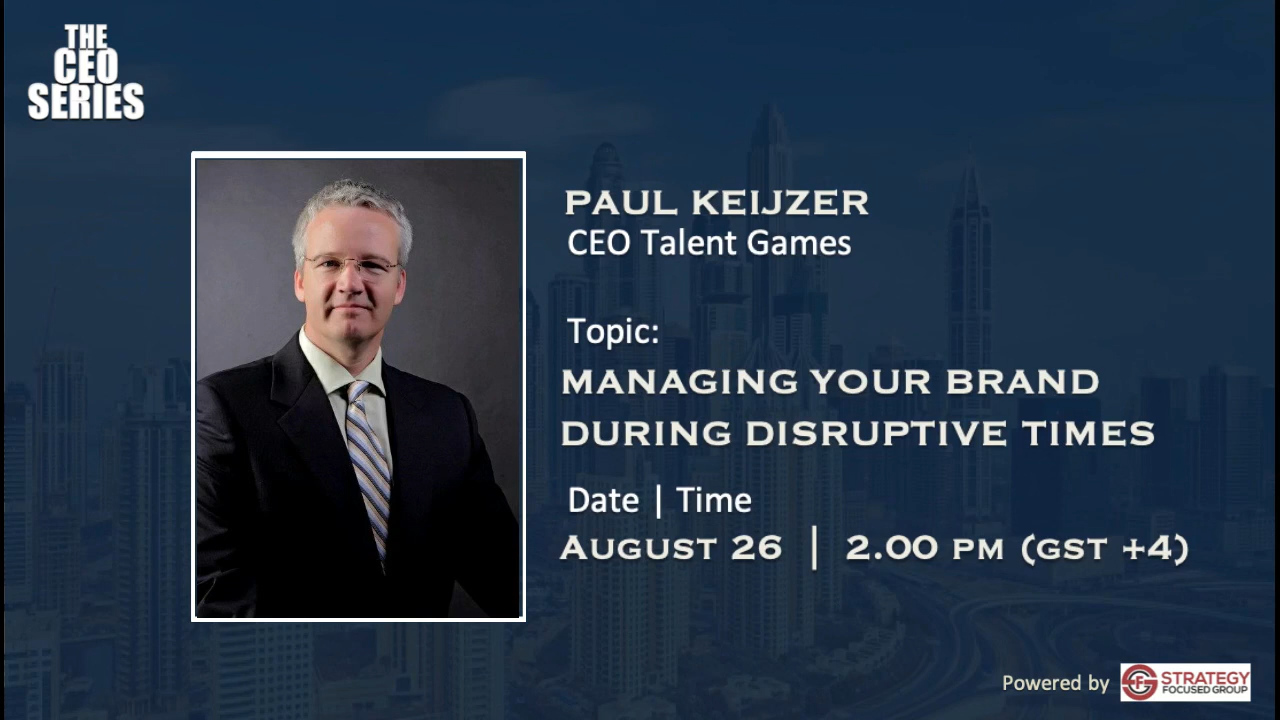 THE
CEO
SERIES
PAUL KEIJZER
CEO Talent Games
Topic:
MANAGING YOUR BRAND
DURING DISRUPTIVE TIMES
Date | Time
AUGUST 26 | 2.00 PM (GST +4)
Powered by
SFG STRATEGY
FOCUSED GROUP